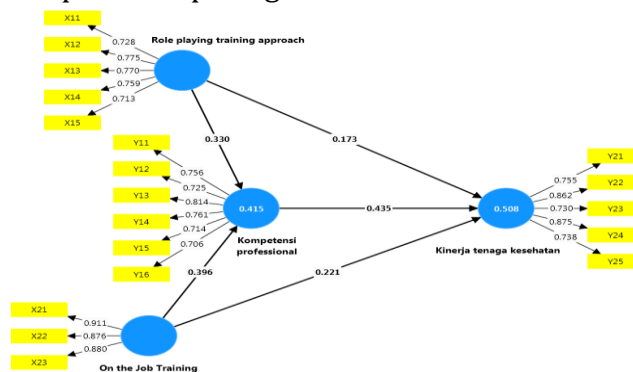 X11
X12
X13
X14
X15
0.728
0.775
0.770
0.759
0.713
Role playing training approach
0.330
0.173
Y11
Y12
Y13
Y14
Y15
Y16
0.756
0.725
0.814
0.761
0.714
0.706
0.415
Kompetensi
professional
0.435
0.508
Kinerja tenaga kesehatan
0.755
0.862
0.730
0.875
0.738
Y21
Y22
Y23
Y24
Y25
0.396
0.221
X21
X22
X23
0.911
0.876
0.880
On the Job Training